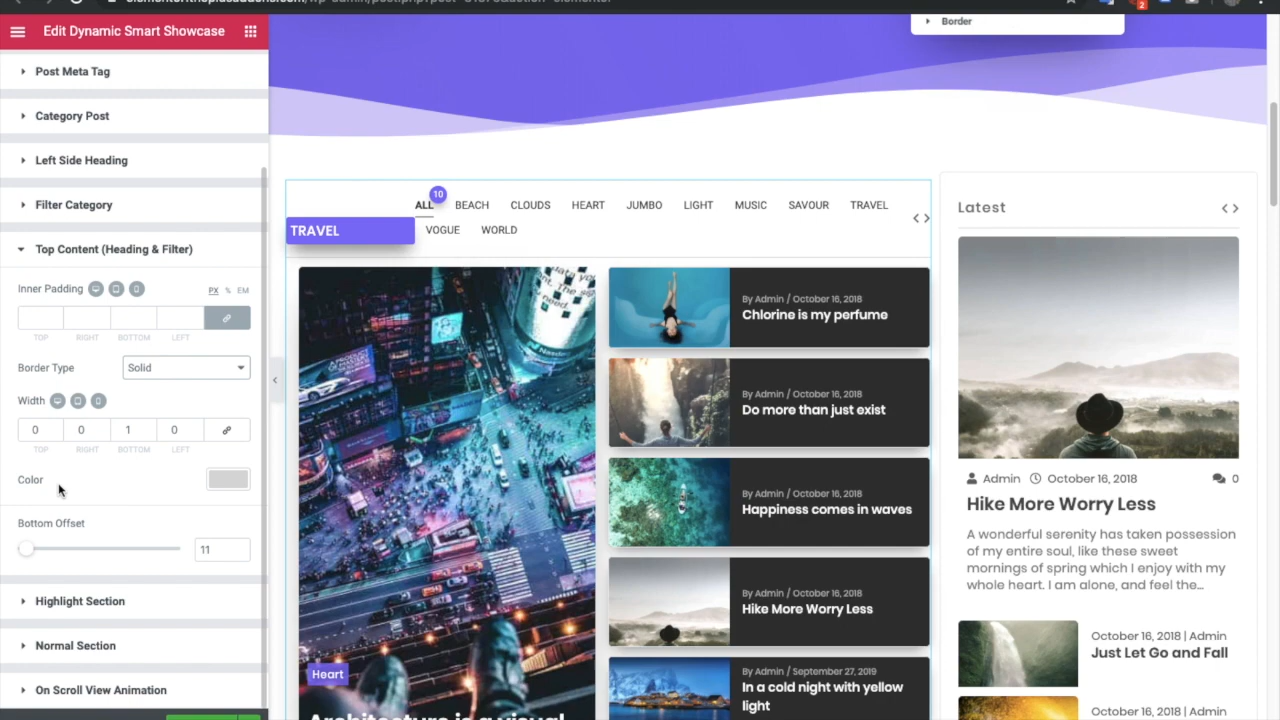 Edit Dynamic Smart Showcase
Post Meta Tag
Category Post
Left Side Heading
Filter Category
Top Content (Heading & Filter)
Inner Padding
PX % EM
TOP RIGHT BOTTOM LEFT
Border Type
Solid
Width
0 0 1 0
TOP RIGHT BOTTOM LEFT
Color
Bottom Offset
11
Highlight Section
Normal Section
On Scroll View Animation
2
Border
10
ALL BEACH CLOUDS HEART JUMBO LIGHT MUSIC SAVOUR TRAVEL
TRAVEL
VOGUE WORLD
Heart
By Admin / October 16, 2018
Chlorine is my perfume
By Admin / October 16, 2018
Do more than just exist
By Admin / October 16, 2018
Happiness comes in waves
By Admin / October 16, 2018
Hike More Worry Less
By Admin / September 27, 2019
In a cold night with yellow
light
Latest
Admin October 16, 2018 0
Hike More Worry Less
A wonderful serenity has taken possession
of my entire soul, like these sweet
mornings of spring which I enjoy with my
whole heart. I am alone, and feel the...
October 16, 2018 | Admin
Just Let Go and Fall
October 16, 2018 | Admin